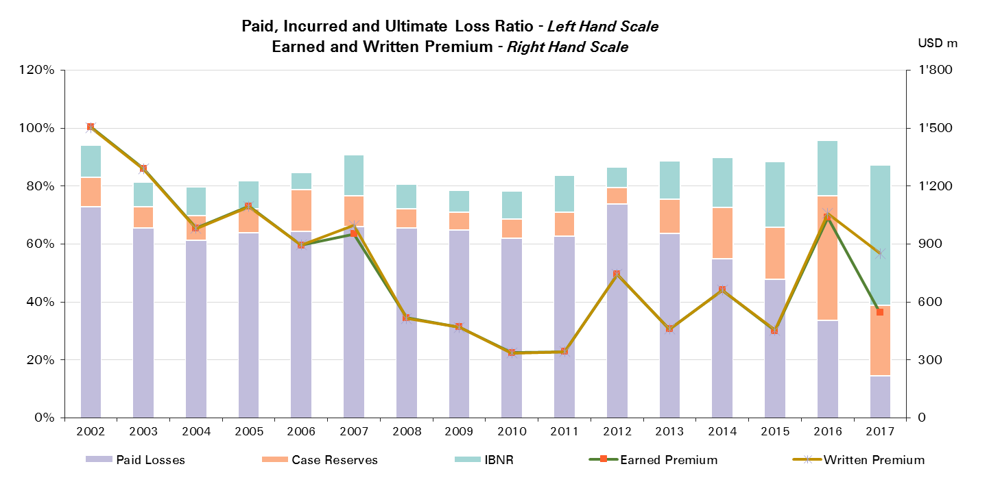 Paid, Incurred and Ultimate Loss Ratio - Left Hand Scale
Earned and Written Premium - Right Hand Scale
USD m
120%
100%
80%
60%
40%
20%
0%
1'800
1'500
1'200
900
600
300
0
2002 2003 2004 2005 2006 2007 2008 2009 2010 2011 2012 2013 2014 2015 2016 2017
Paid Losses Case Reserves IBNR Earned Premium Written Premium